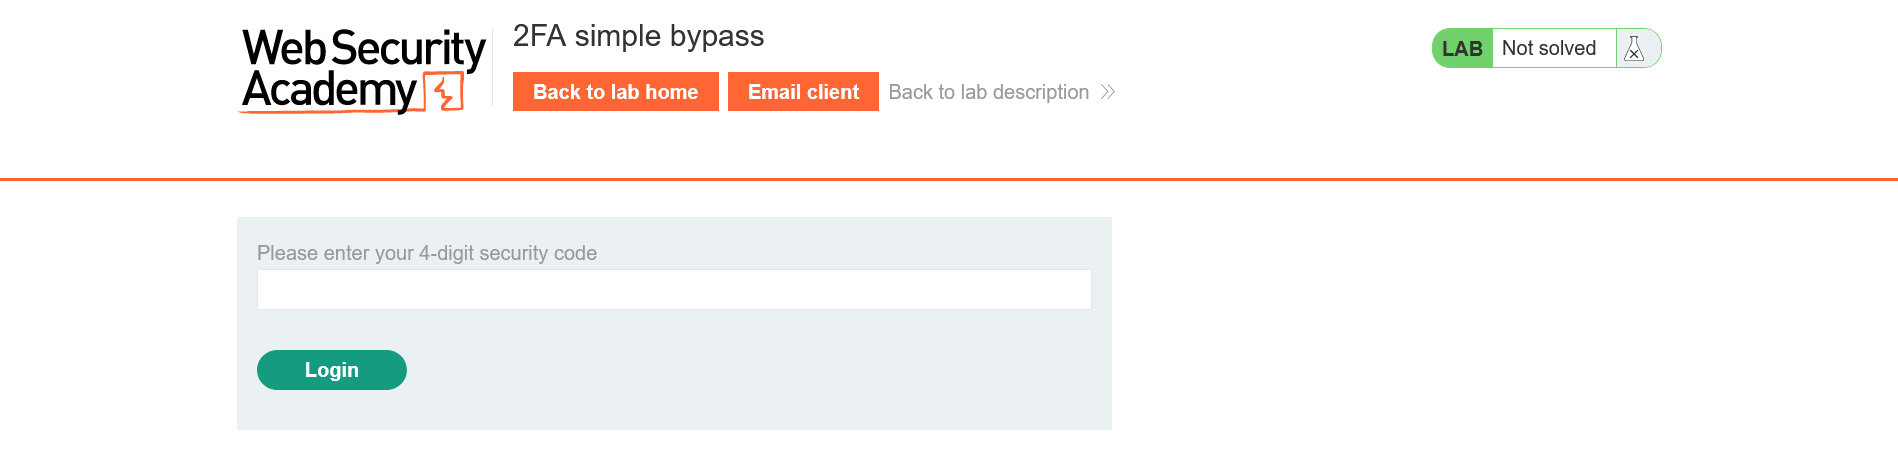 Web Security
Academy
2FA simple bypass
Back to lab home
Email client
Back to lab description
LAB
Not solved
Please enter your 4-digit security code
Login